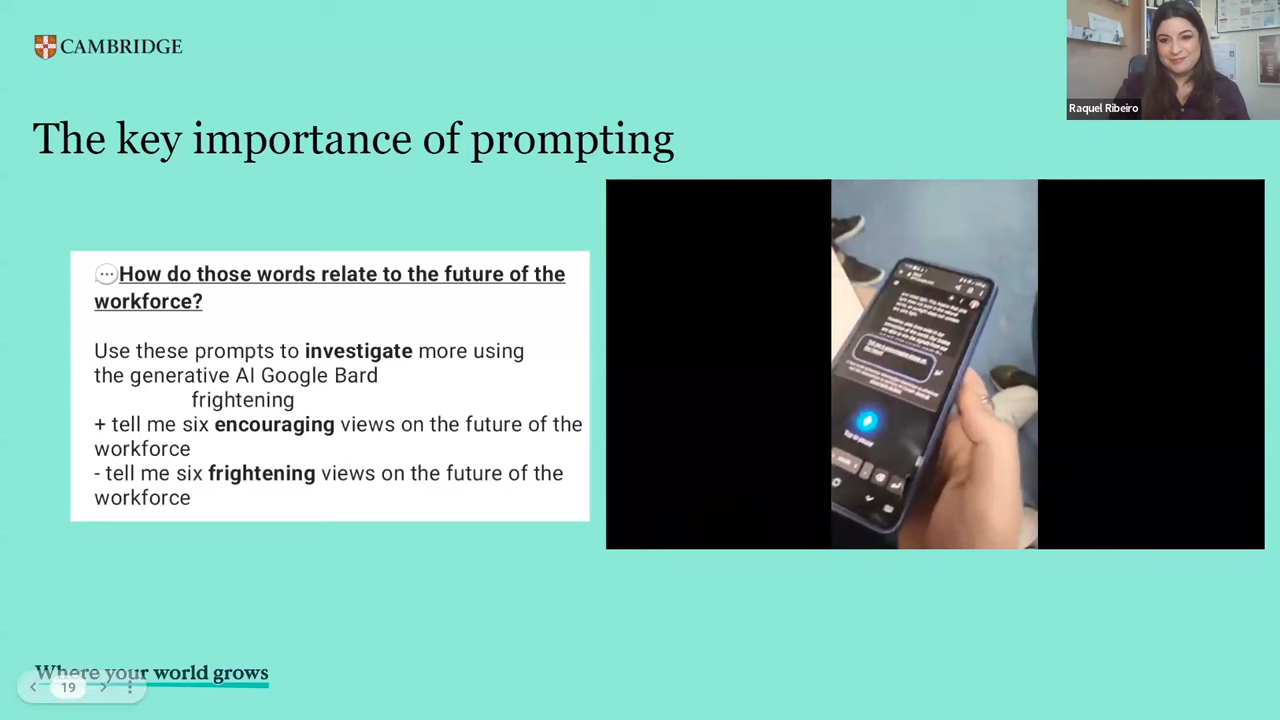 CAMBRIDGE
Raquel Ribeiro
The key importance of prompting
How do those words relate to the future of the
workforce?
Use these prompts to investigate more using
the generative AI Google Bard
frightening
+ tell me six encouraging views on the future of the
workforce
- tell me six frightening views on the future of the
workforce
Tap to pause
Where your world grows
19